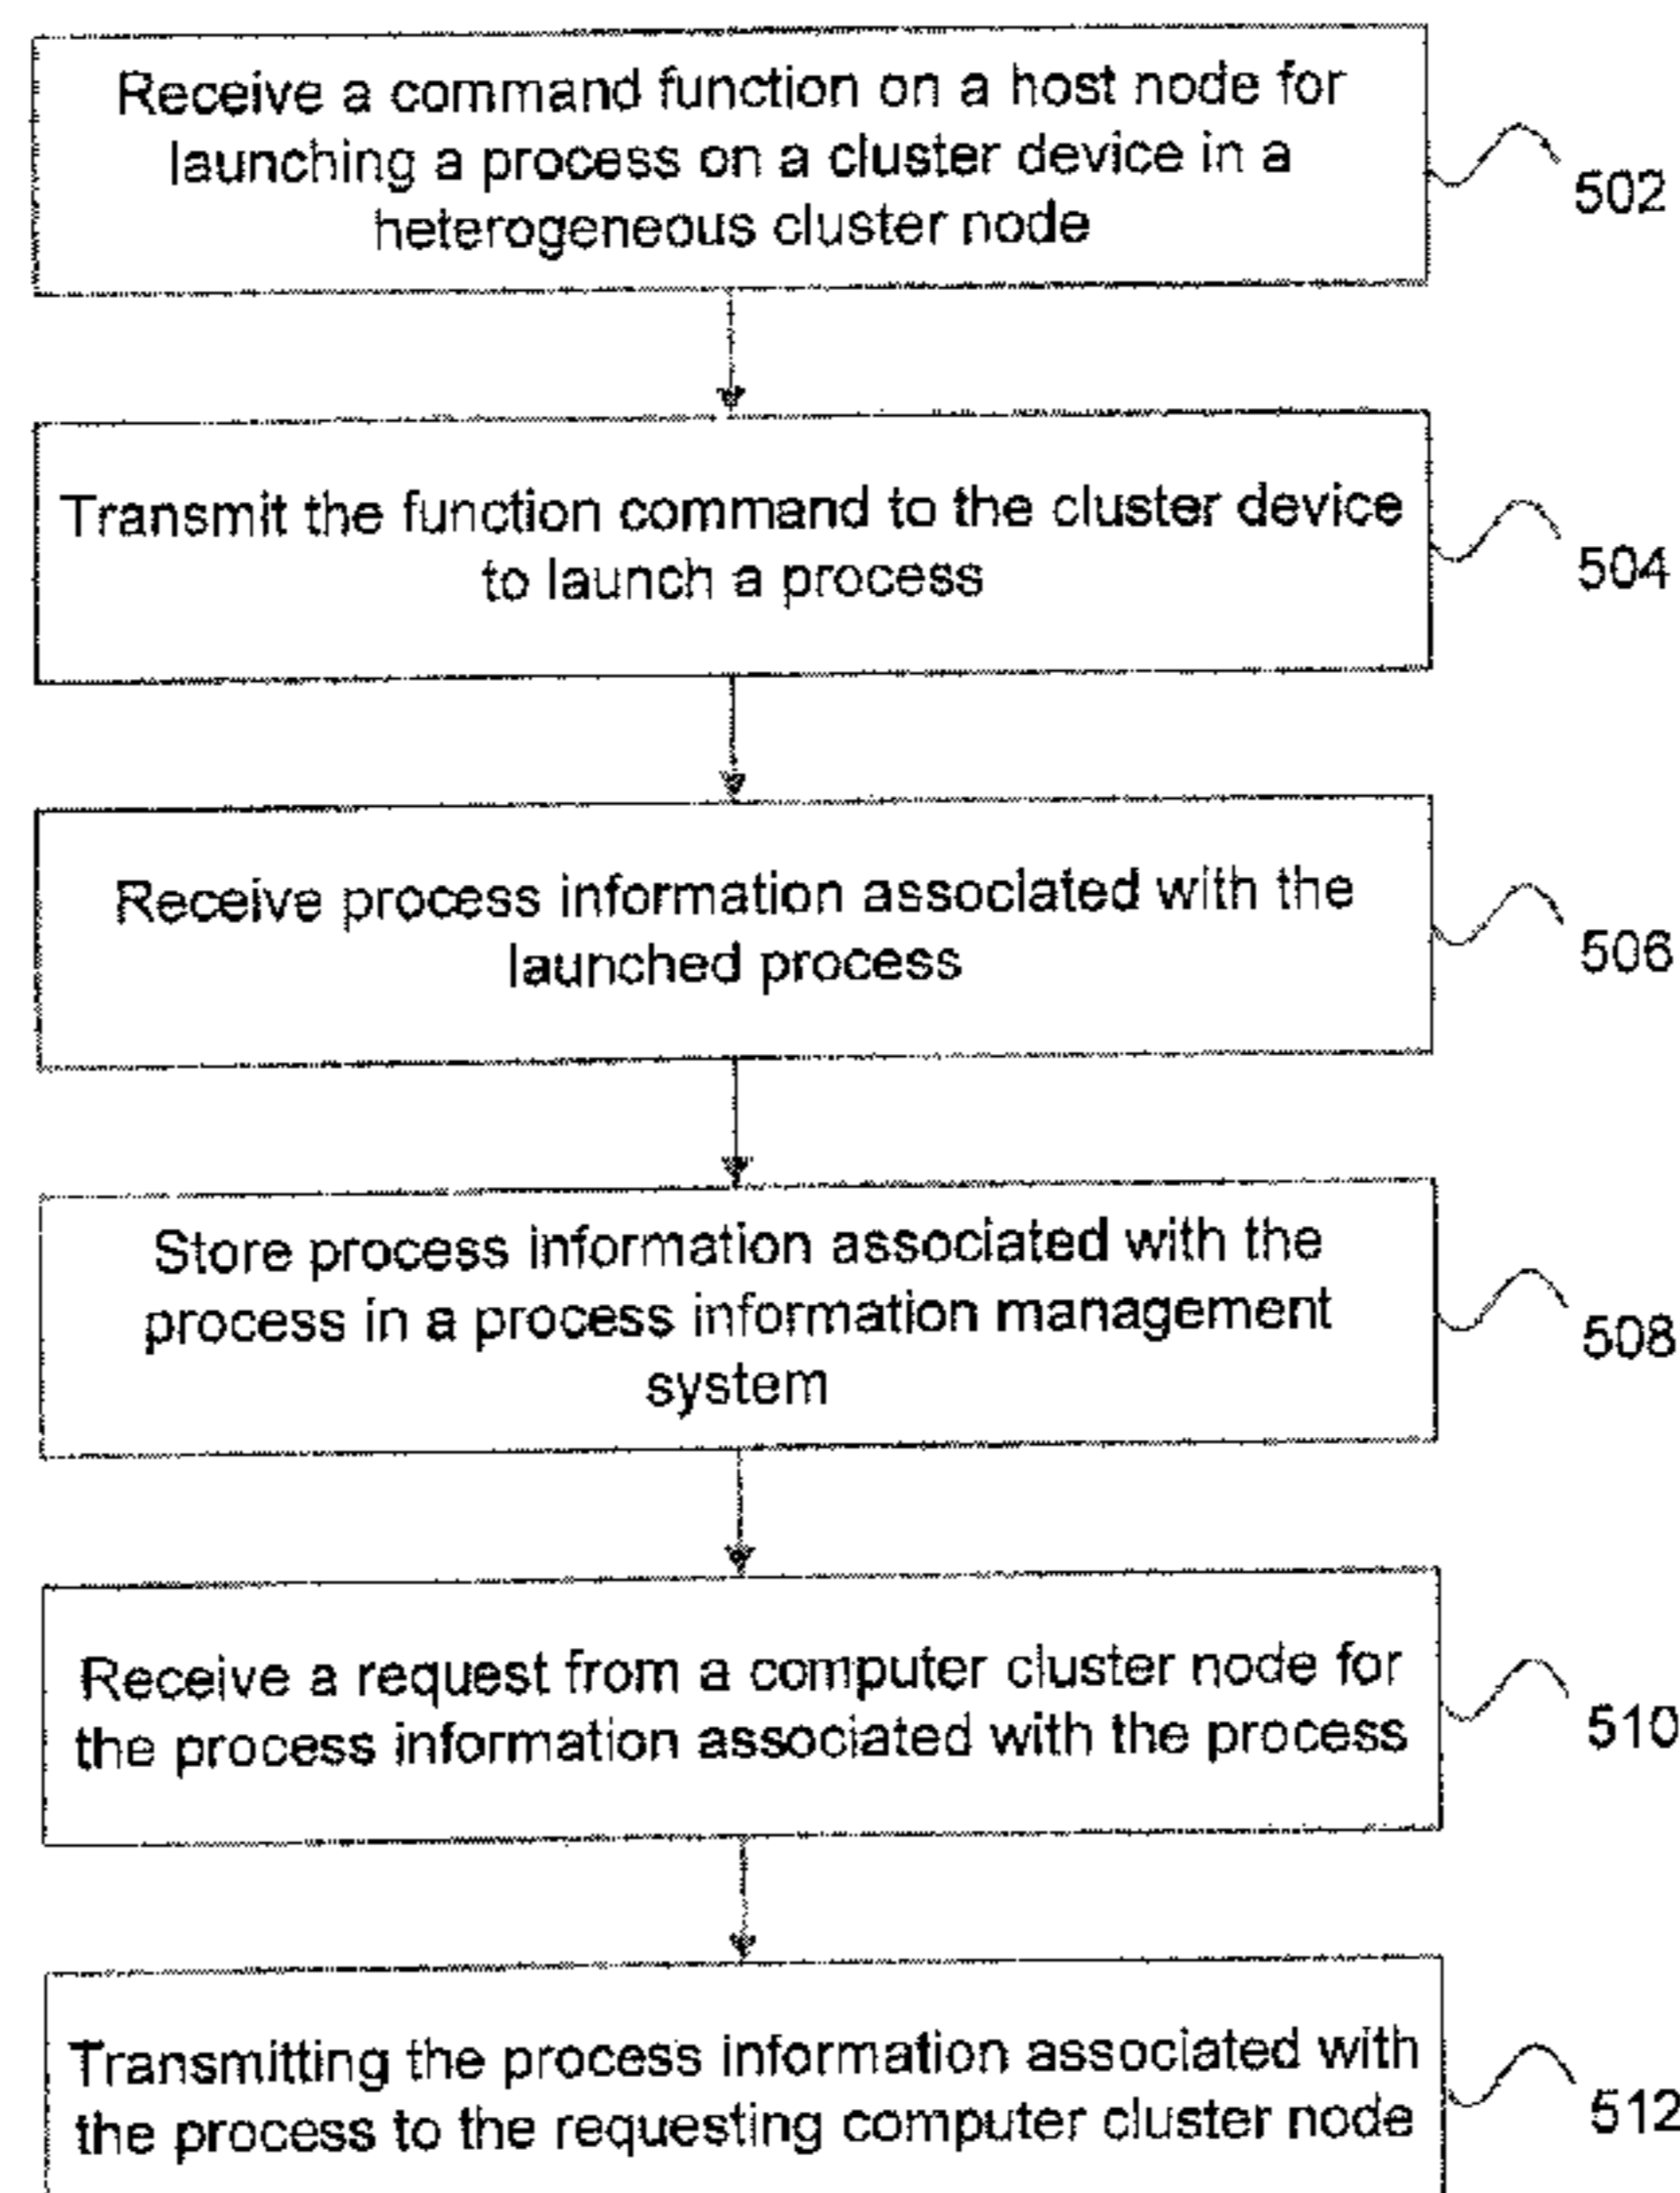 Receive a command function on a host node for
launching a process on a cluster device in a
heterogeneous cluster node
502
Transmit the function command to the cluster device
to launch a process
504
Receive process information associated with the
launched process
506
Store process information associated with the
process in a process information management
system
508
Receive a request from a computer cluster node for
the process information associated with the process
510
Transmitting the process information associated with
the process to the requesting computer cluster node
512